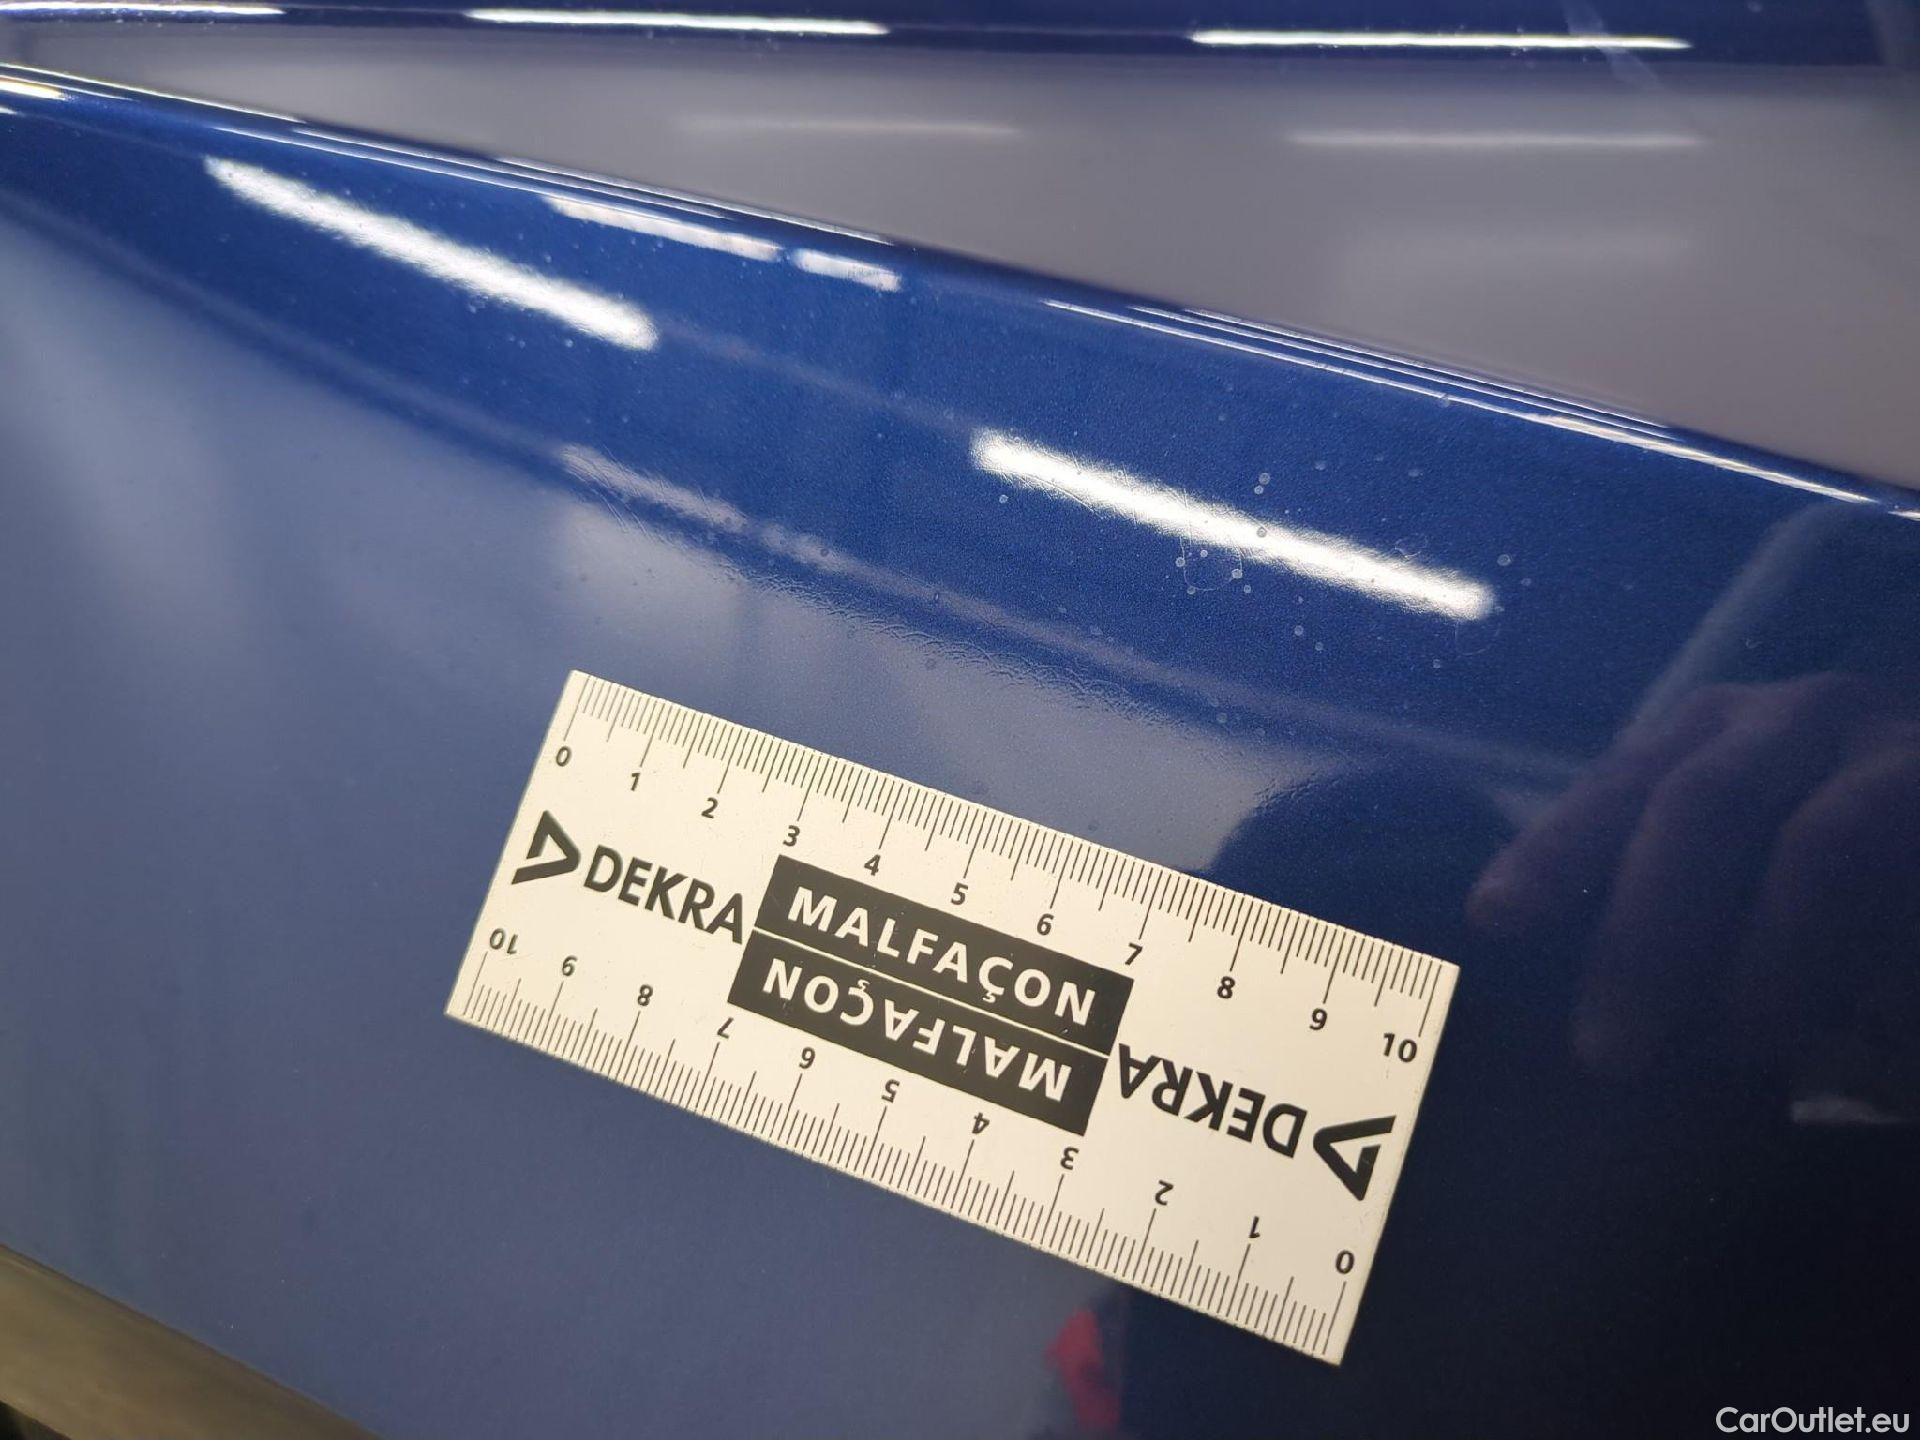 0 1 2 3 4 5 6 7 8 9 10
DEKRA MALFAÇON
MALFAÇON DEKRA
10 9 8 7 6 5 4 3 2 1 0
CarOutlet.eu